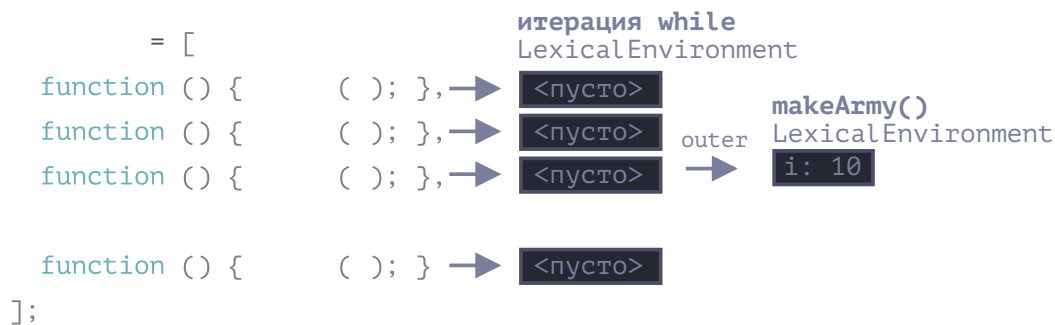 итерация while
LexicalEnvironment
= [
function () { ( ); }, <пусто>
function () { ( ); }, <пусто>
function () { ( ); }, <пусто>
outer
makeArmy()
LexicalEnvironment
i: 10
function () { ( ); } <пусто>
];